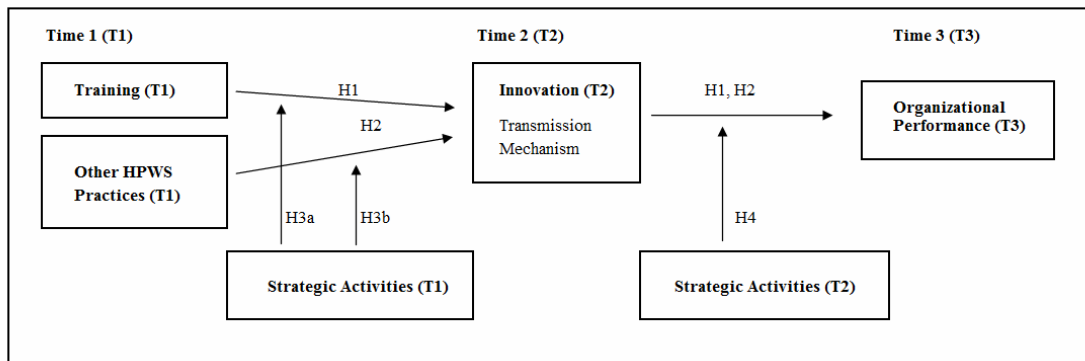 Time 1 (T1)
Time 2 (T2)
Time 3 (T3)
Training (T1)
H1
Innovation (T2)
Transmission
Mechanism
H1, H2
Organizational
Performance (T3)
H2
Other HPWS
Practices (T1)
H3a
H3b
H4
Strategic Activities (T1)
Strategic Activities (T2)